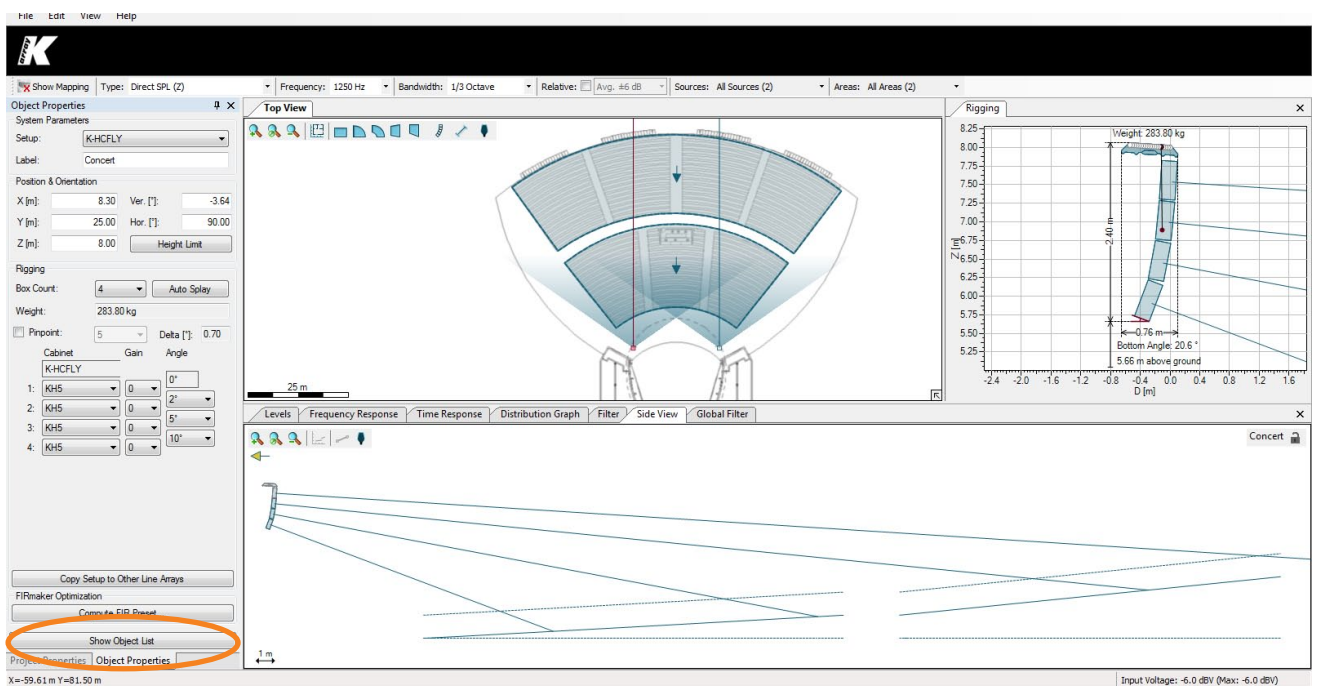 File Edit View Help
array K
Show Mapping Type: Direct SPL (Z) Frequency: 1250 Hz Bandwidth: 1/3 Octave Relative: Avg. ±6 dB Sources: All Sources (2) Areas: All Areas (2)
Object Properties
System Parameters
Setup: K-HCFLY
Label: Concert
Position & Orientation
X [m]: 8.30 Ver. [°]: -3.64
Y [m]: 25.00 Hor. [°]: 90.00
Z [m]: 8.00 Height Limit
Rigging
Box Count: 4 Auto Splay
Weight: 283.80 kg
Pinpoint: 5 Delta [°]: 0.70
Cabinet Gain Angle
K-HCFLY
0°
1: KH5 0
2°
2: KH5 0
5°
3: KH5 0
10°
4: KH5 0
Copy Setup to Other Line Arrays
FIRmaker Optimization
Compute FIR Preset
Show Object List
Project Properties Object Properties
X=-59.61 m Y=81.50 m
Top View
25 m
Rigging
8.25
8.00
7.75
7.50
7.25
7.00
6.75
6.50
6.25
6.00
5.75
5.50
5.25
Z [m]
Weight: 283.80 kg
2.40 m
0.76 m
Bottom Angle: 20.6 °
5.66 m above ground
-2.4 -2.0 -1.6 -1.2 -0.8 -0.4 0.0 0.4 0.8 1.2 1.6
D [m]
Levels Frequency Response Time Response Distribution Graph Filter Side View Global Filter
Concert
1 m
Input Voltage: -6.0 dBV (Max: -6.0 dBV)